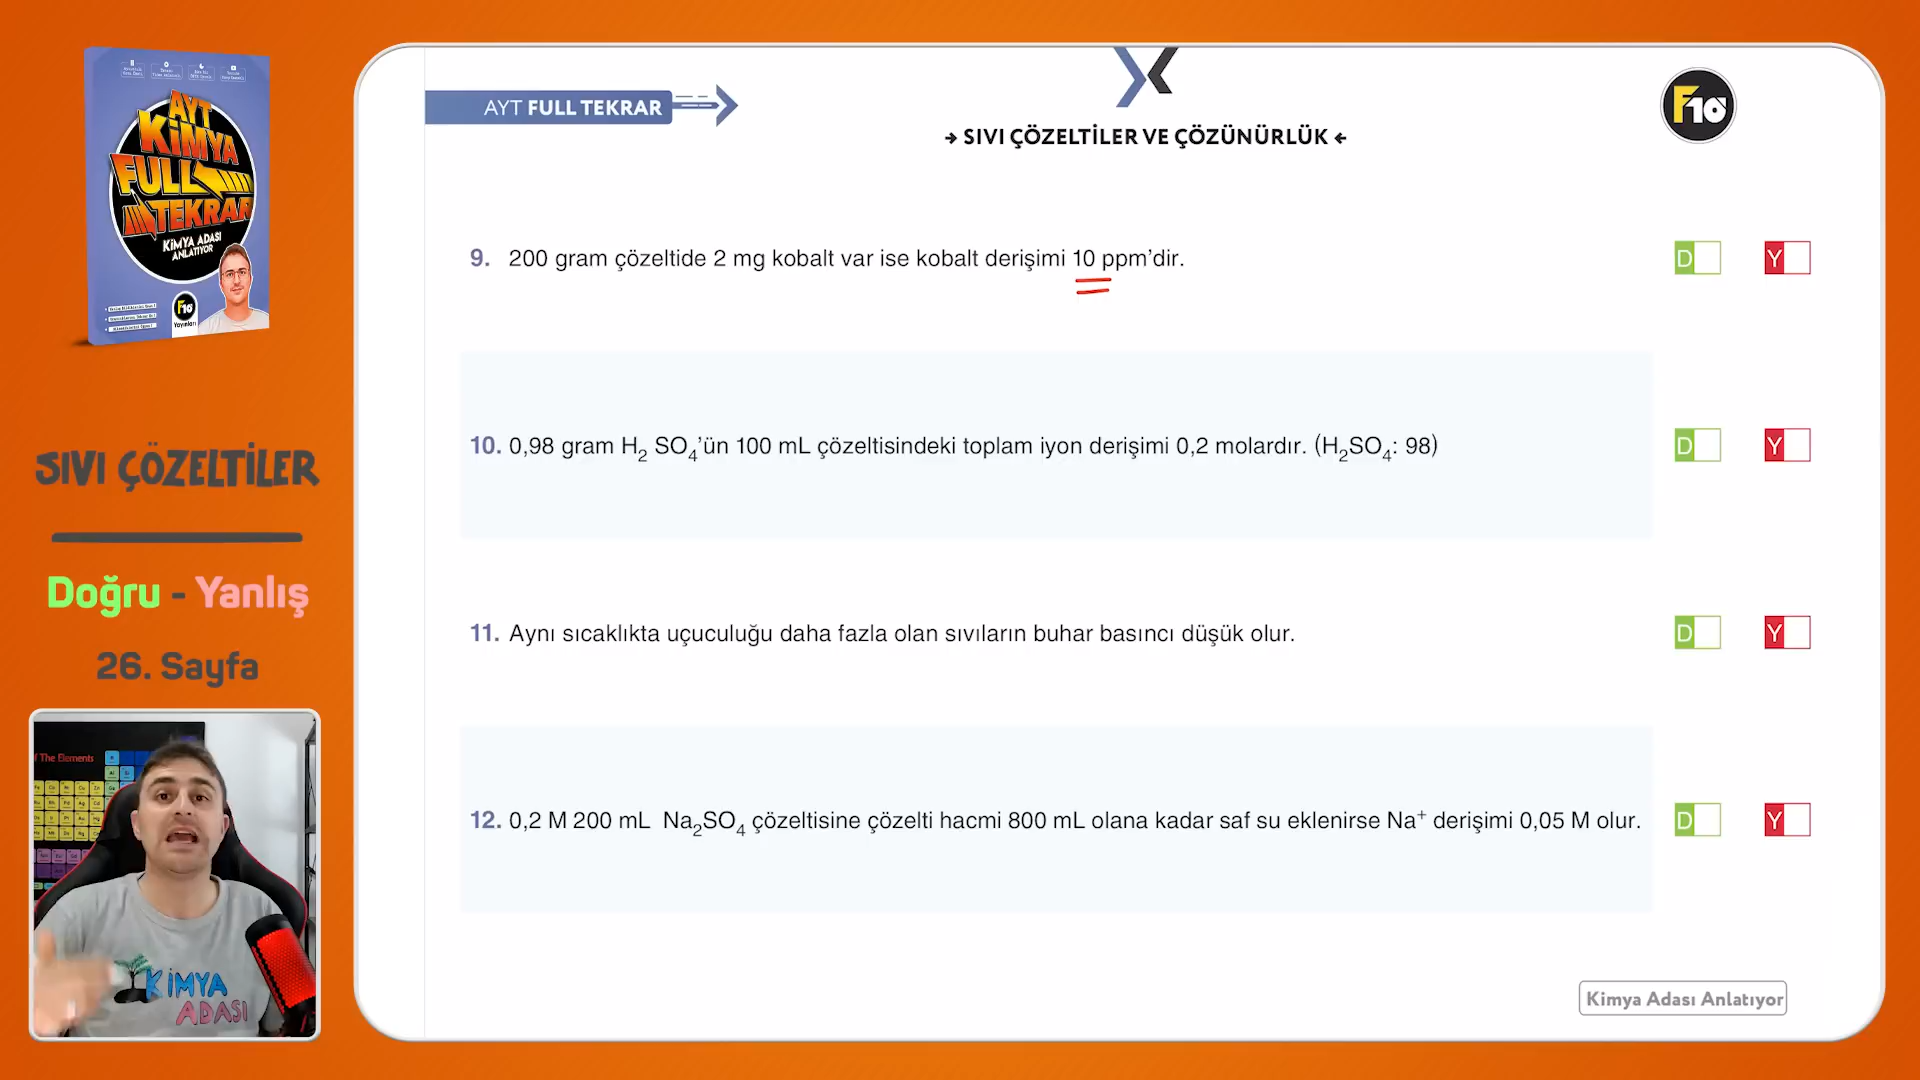 AYT
KİMYA
FULL
TEKRAR
KİMYA ADASI
ANLATIYOR
F10
Yayınları
SIVI ÇÖZELTİLER
Doğru - Yanlış
26. Sayfa
f The Elements
KİMYA
ADASI
AYT FULL TEKRAR
→ SIVI ÇÖZELTİLER VE ÇÖZÜNÜRLÜK ←
F10
9. 200 gram çözeltide 2 mg kobalt var ise kobalt derişimi 10 ppm’dir. D Y
10. 0,98 gram H₂ SO₄’ün 100 mL çözeltisindeki toplam iyon derişimi 0,2 molardır. (H₂SO₄: 98) D Y
11. Aynı sıcaklıkta uçuculuğu daha fazla olan sıvıların buhar basıncı düşük olur. D Y
12. 0,2 M 200 mL Na₂SO₄ çözeltisine çözelti hacmi 800 mL olana kadar saf su eklenirse Na⁺ derişimi 0,05 M olur. D Y
Kimya Adası Anlatıyor